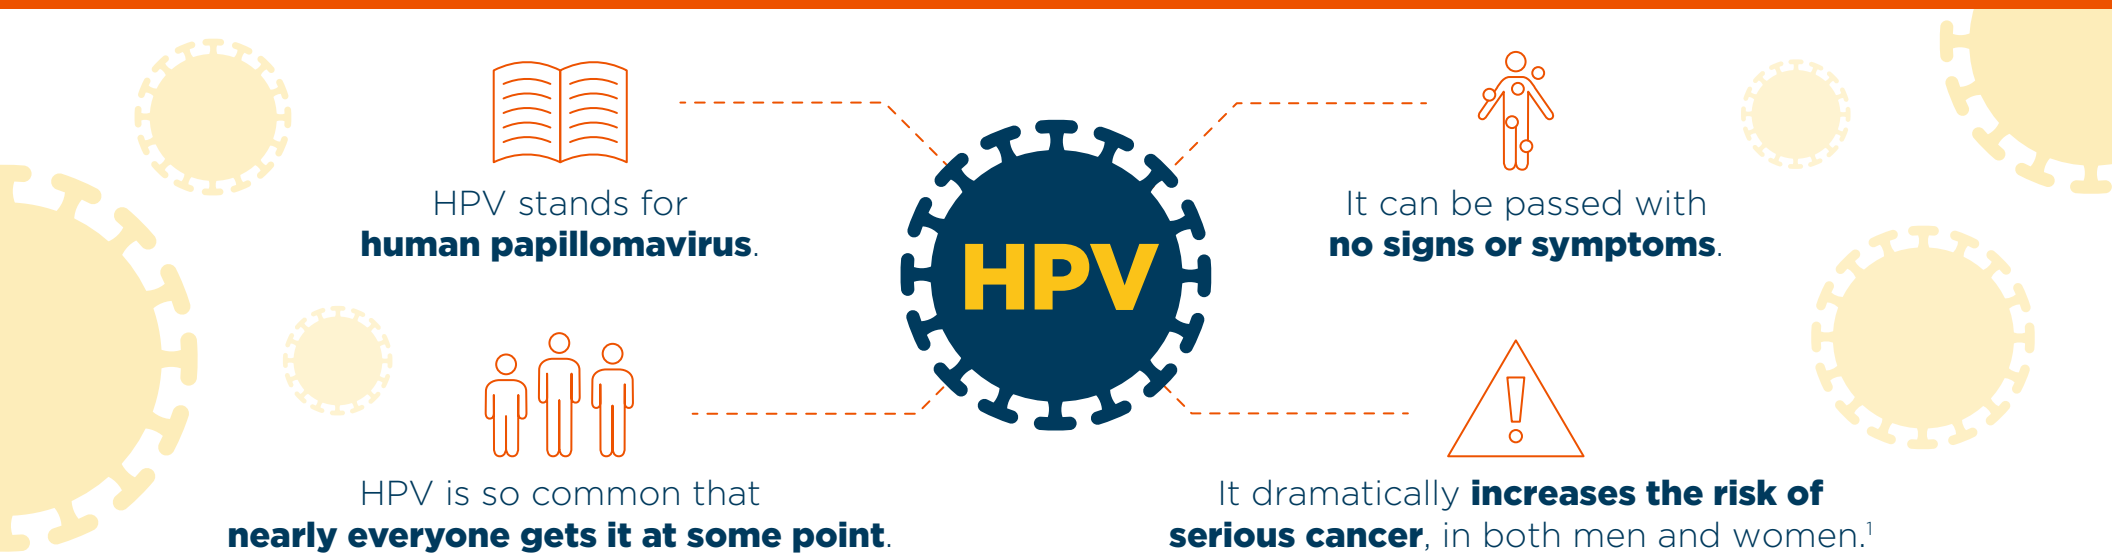 HPV stands for
human papillomavirus.
It can be passed with
no signs or symptoms.
HPV
HPV is so common that
nearly everyone gets it at some point.
It dramatically increases the risk of
serious cancer, in both men and women.¹